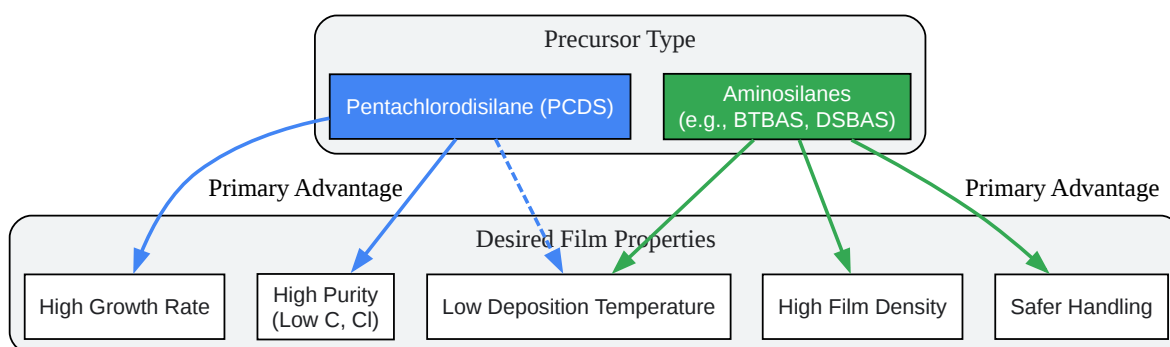 Precursor Type
Pentachlorodisilane (PCDS)
Aminosilanes
(e.g., BTBAS, DSBAS)
Primary Advantage
Primary Advantage
Desired Film Properties
High Growth Rate
High Purity
(Low C, Cl)
Low Deposition Temperature
High Film Density
Safer Handling